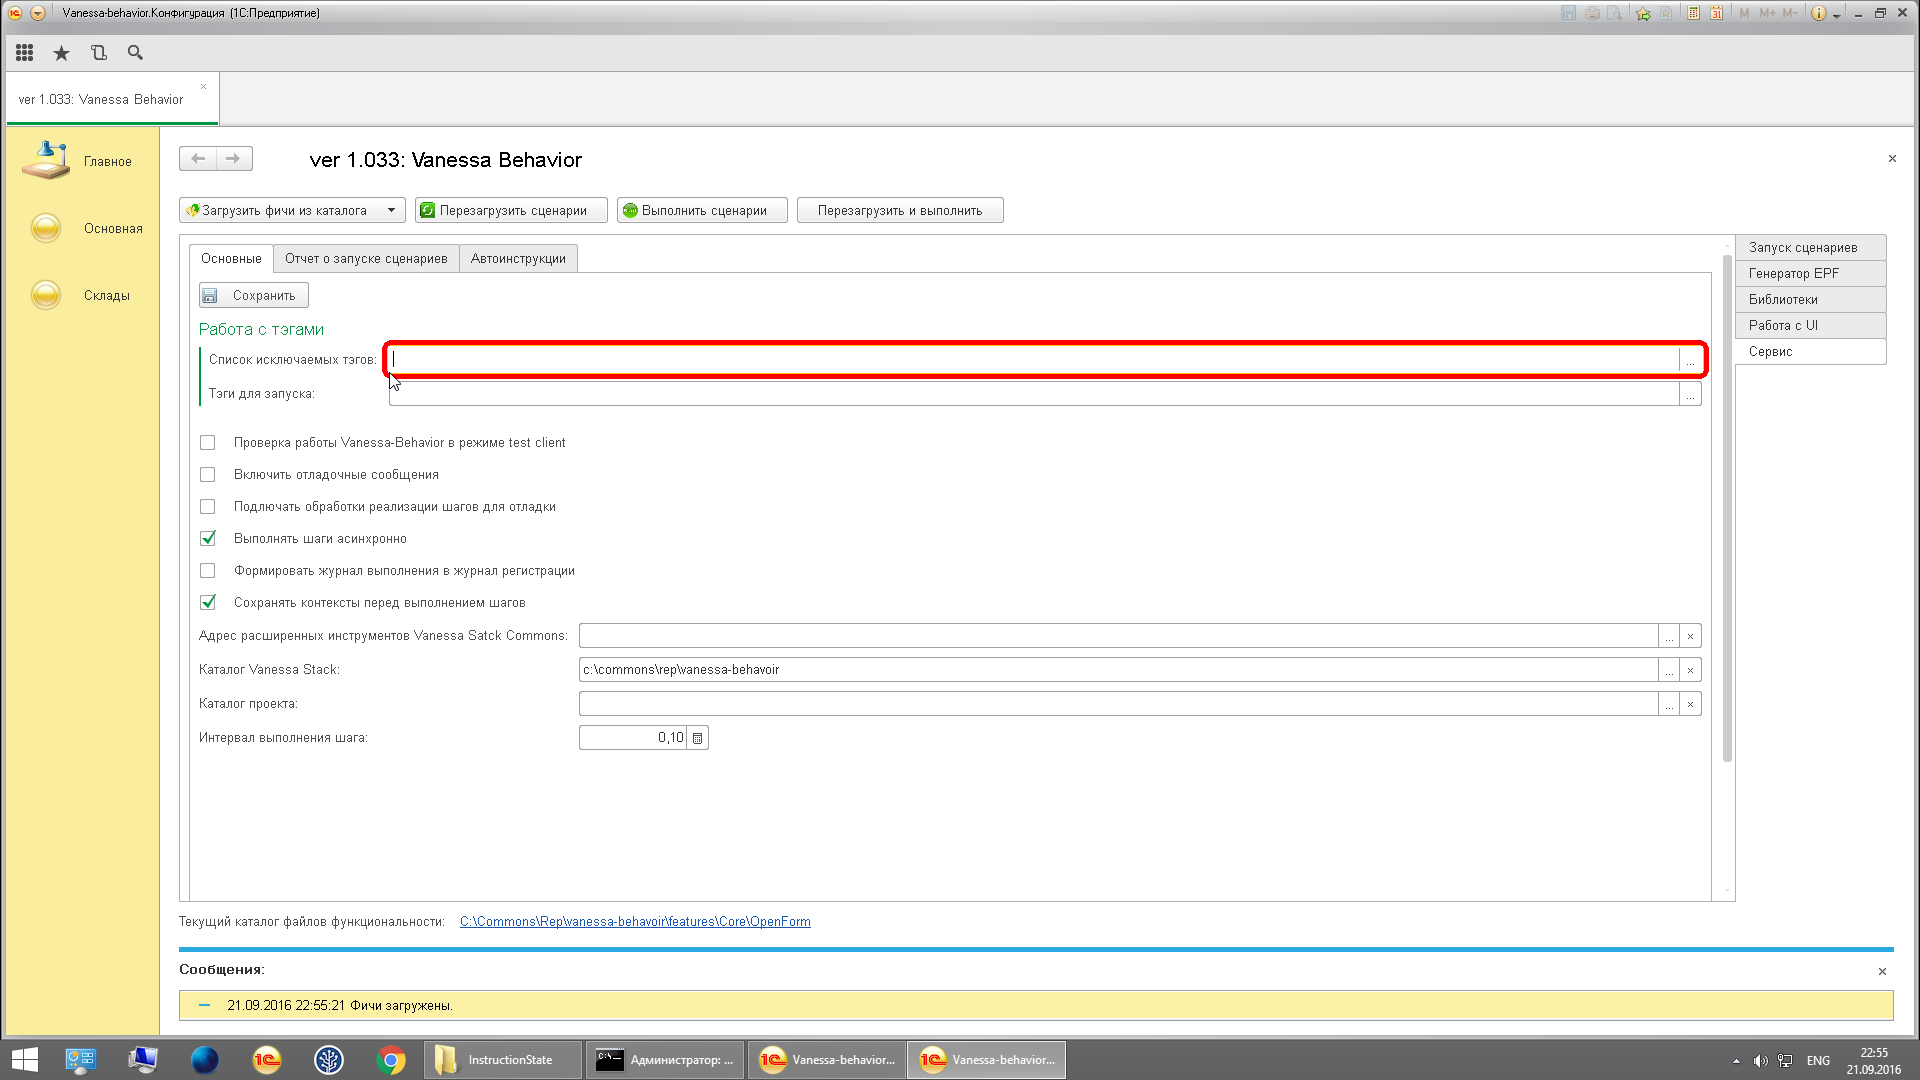 Vanessa-behavior.Конфигурация (1С:Предприятие)
31
M M+ M-
ver 1.033: Vanessa Behavior
Главное
Основная
Склады
ver 1.033: Vanessa Behavior
Загрузить фичи из каталога
Перезагрузить сценарии
Выполнить сценарии
Перезагрузить и выполнить
Основные
Отчет о запуске сценариев
Автоинструкции
Запуск сценариев
Генератор EPF
Библиотеки
Работа с UI
Сервис
Сохранить
Работа с тэгами
Список исключаемых тэгов:
...
Тэги для запуска:
...
Проверка работы Vanessa-Behavior в режиме test client
Включить отладочные сообщения
Подлючать обработки реализации шагов для отладки
Выполнять шаги асинхронно
Формировать журнал выполнения в журнал регистрации
Сохранять контексты перед выполнением шагов
Адрес расширенных инструментов Vanessa Satck Commons:
...
Каталог Vanessa Stack:
c:\commons\rep\vanessa-behavoir
...
Каталог проекта:
...
Интервал выполнения шага:
0,10
Текущий каталог файлов функциональности:
C:\Commons\Rep\vanessa-behavoir\features\Core\OpenForm
Сообщения:
21.09.2016 22:55:21 Фичи загружены.
InstructionState
Администратор: ...
Vanessa-behavior...
Vanessa-behavior...
ENG
22:55
21.09.2016